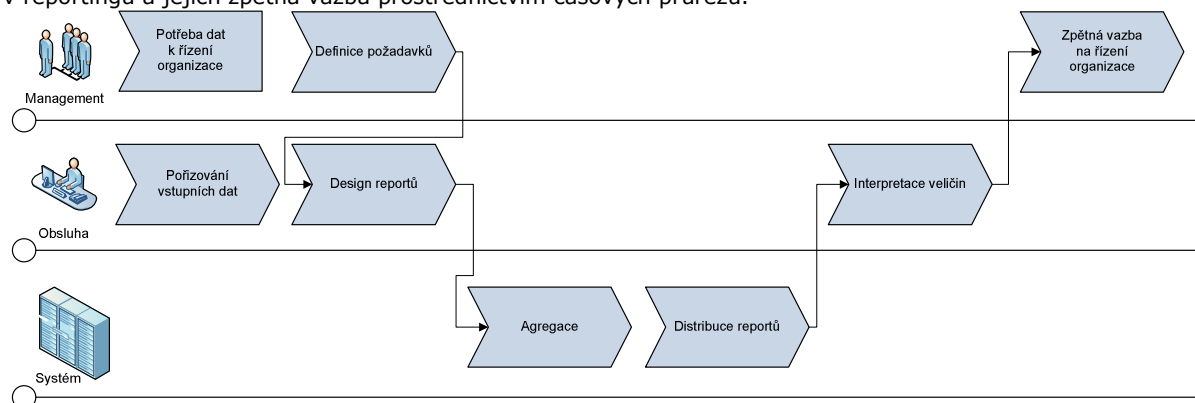 v reportingu a jejich zpětná vazba prostřednictvím časových průřezů.
Potřeba dat
k řízení
organizace
Definice požadavků
Zpětná vazba
na řízení
organizace
Management
Pořizování
vstupních dat
Design reportů
Interpretace veličin
Obsluha
Agregace
Distribuce reportů
Systém